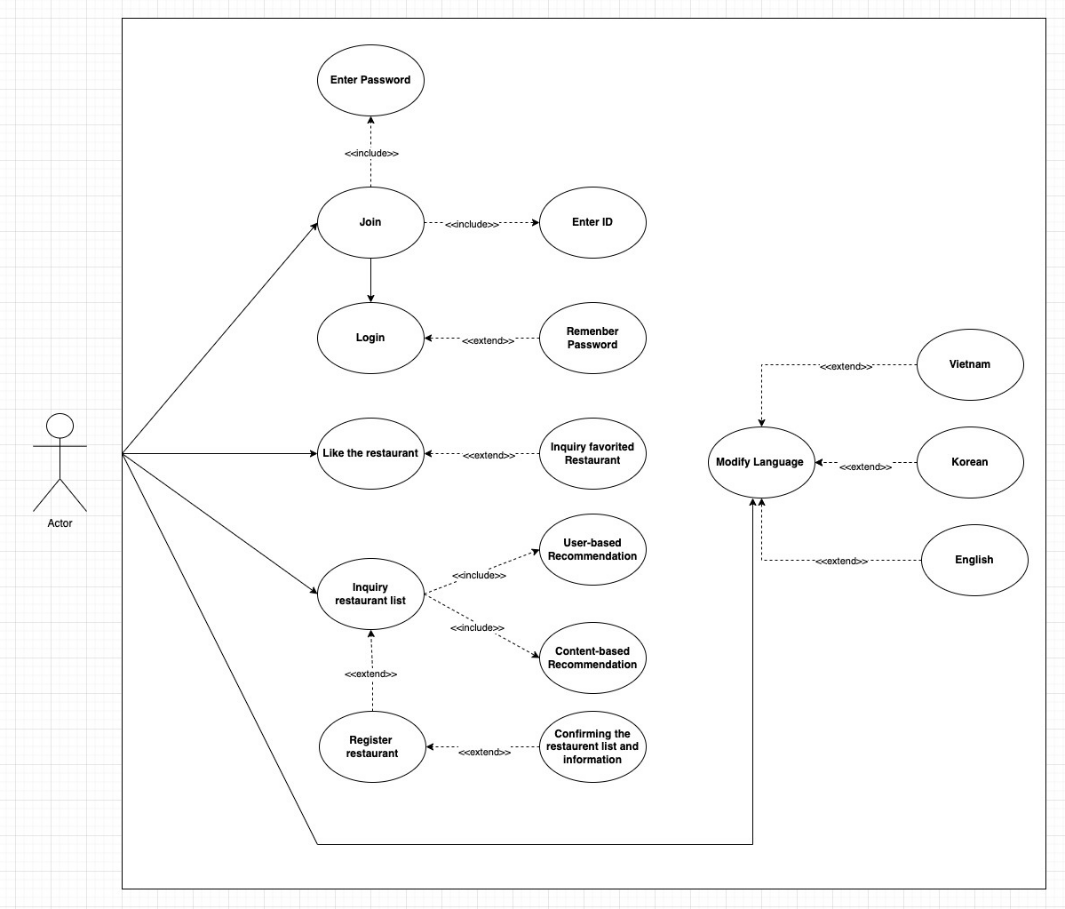 Enter Password
<<include>>
Join
<<include>>
Enter ID
Login
<<extend>>
Remenber
Password
Vietnam
<<extend>>
Actor
Like the restaurant
<<extend>>
Inquiry favorited
Restaurant
Modify Language
<<extend>>
Korean
<<extend>>
English
Inquiry
restaurant list
<<include>>
User-based
Recommendation
<<include>>
Content-based
Recommendation
<<extend>>
Register
restaurant
<<extend>>
Confirming the
restaurent list and
information